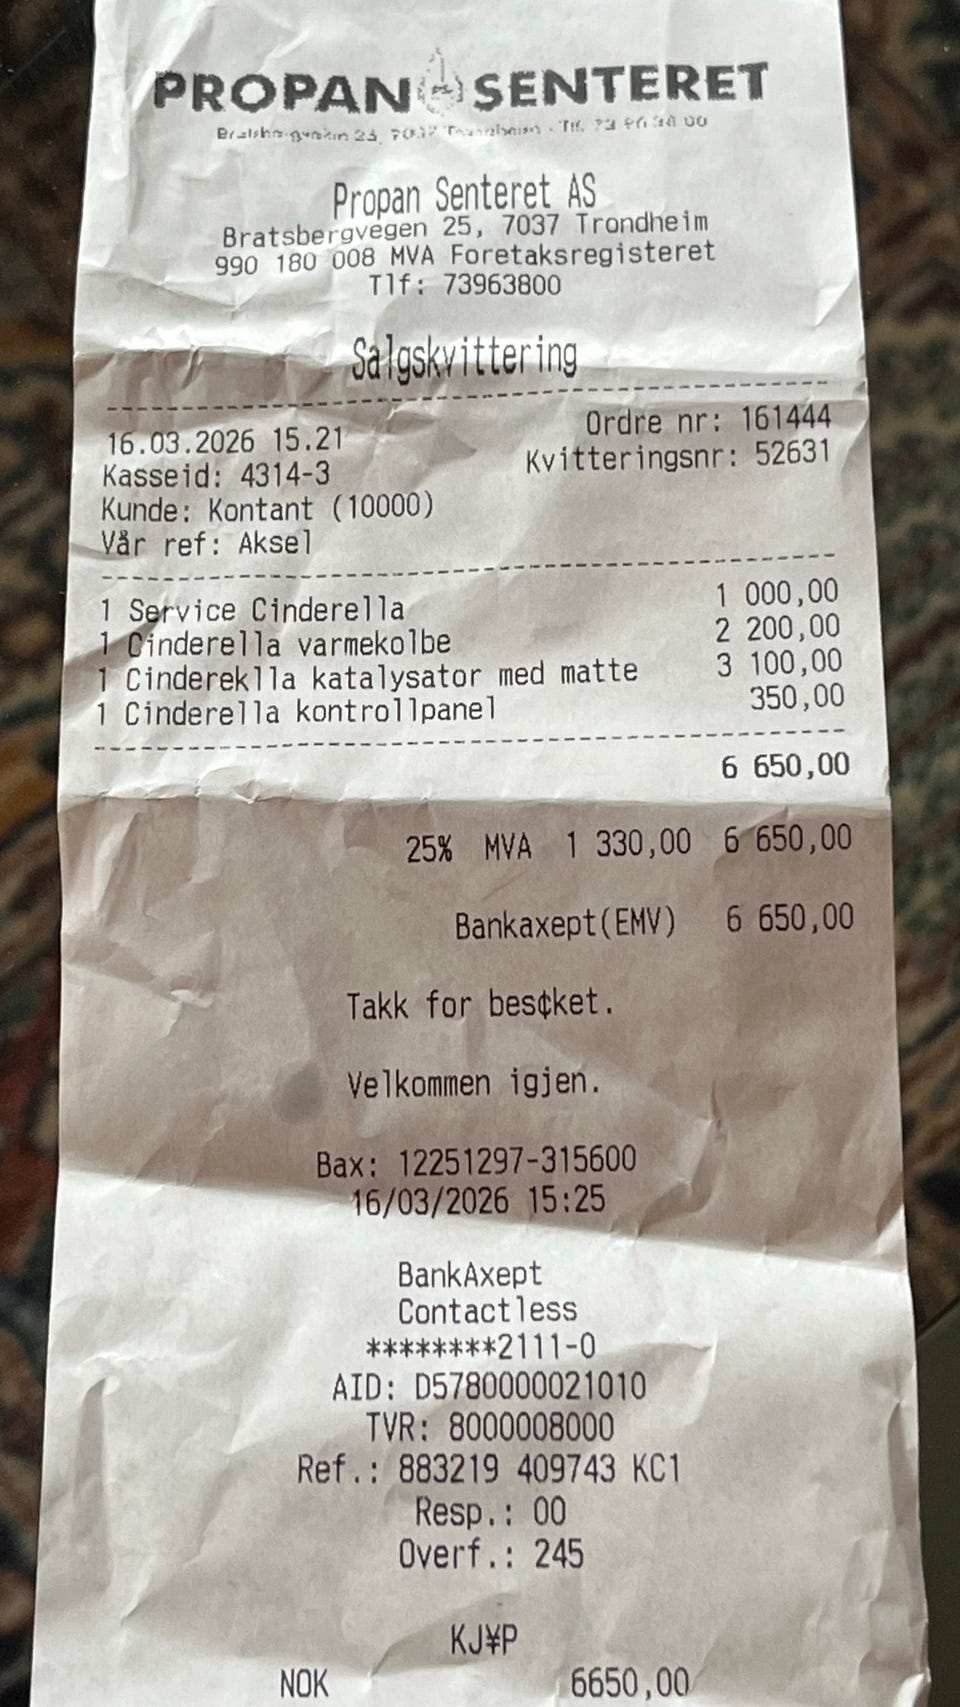 PROPAN SENTERET
Propan Senteret AS
Bratsbergvegen 25, 7037 Trondheim
990 180 008 MVA Foretaksregisteret
Tlf: 73963800
Salgskvittering
16.03.2026 15.21 Ordre nr: 161444
Kasseid: 4314-3 Kvitteringsnr: 52631
Kunde: Kontant (10000)
Vår ref: Aksel
1 Service Cinderella 1 000,00
1 Cinderella varmekolbe 2 200,00
1 Cindereklla katalysator med matte 3 100,00
1 Cinderella kontrollpanel 350,00
6 650,00
25% MVA 1 330,00 6 650,00
Bankaxept(EMV) 6 650,00
Takk for bes¢ket.
Velkommen igjen.
Bax: 12251297-315600
16/03/2026 15:25
BankAxept
Contactless
********2111-0
AID: D5780000021010
TVR: 8000008000
Ref.: 883219 409743 KC1
Resp.: 00
Overf.: 245
KJ¥P
NOK 6650,00